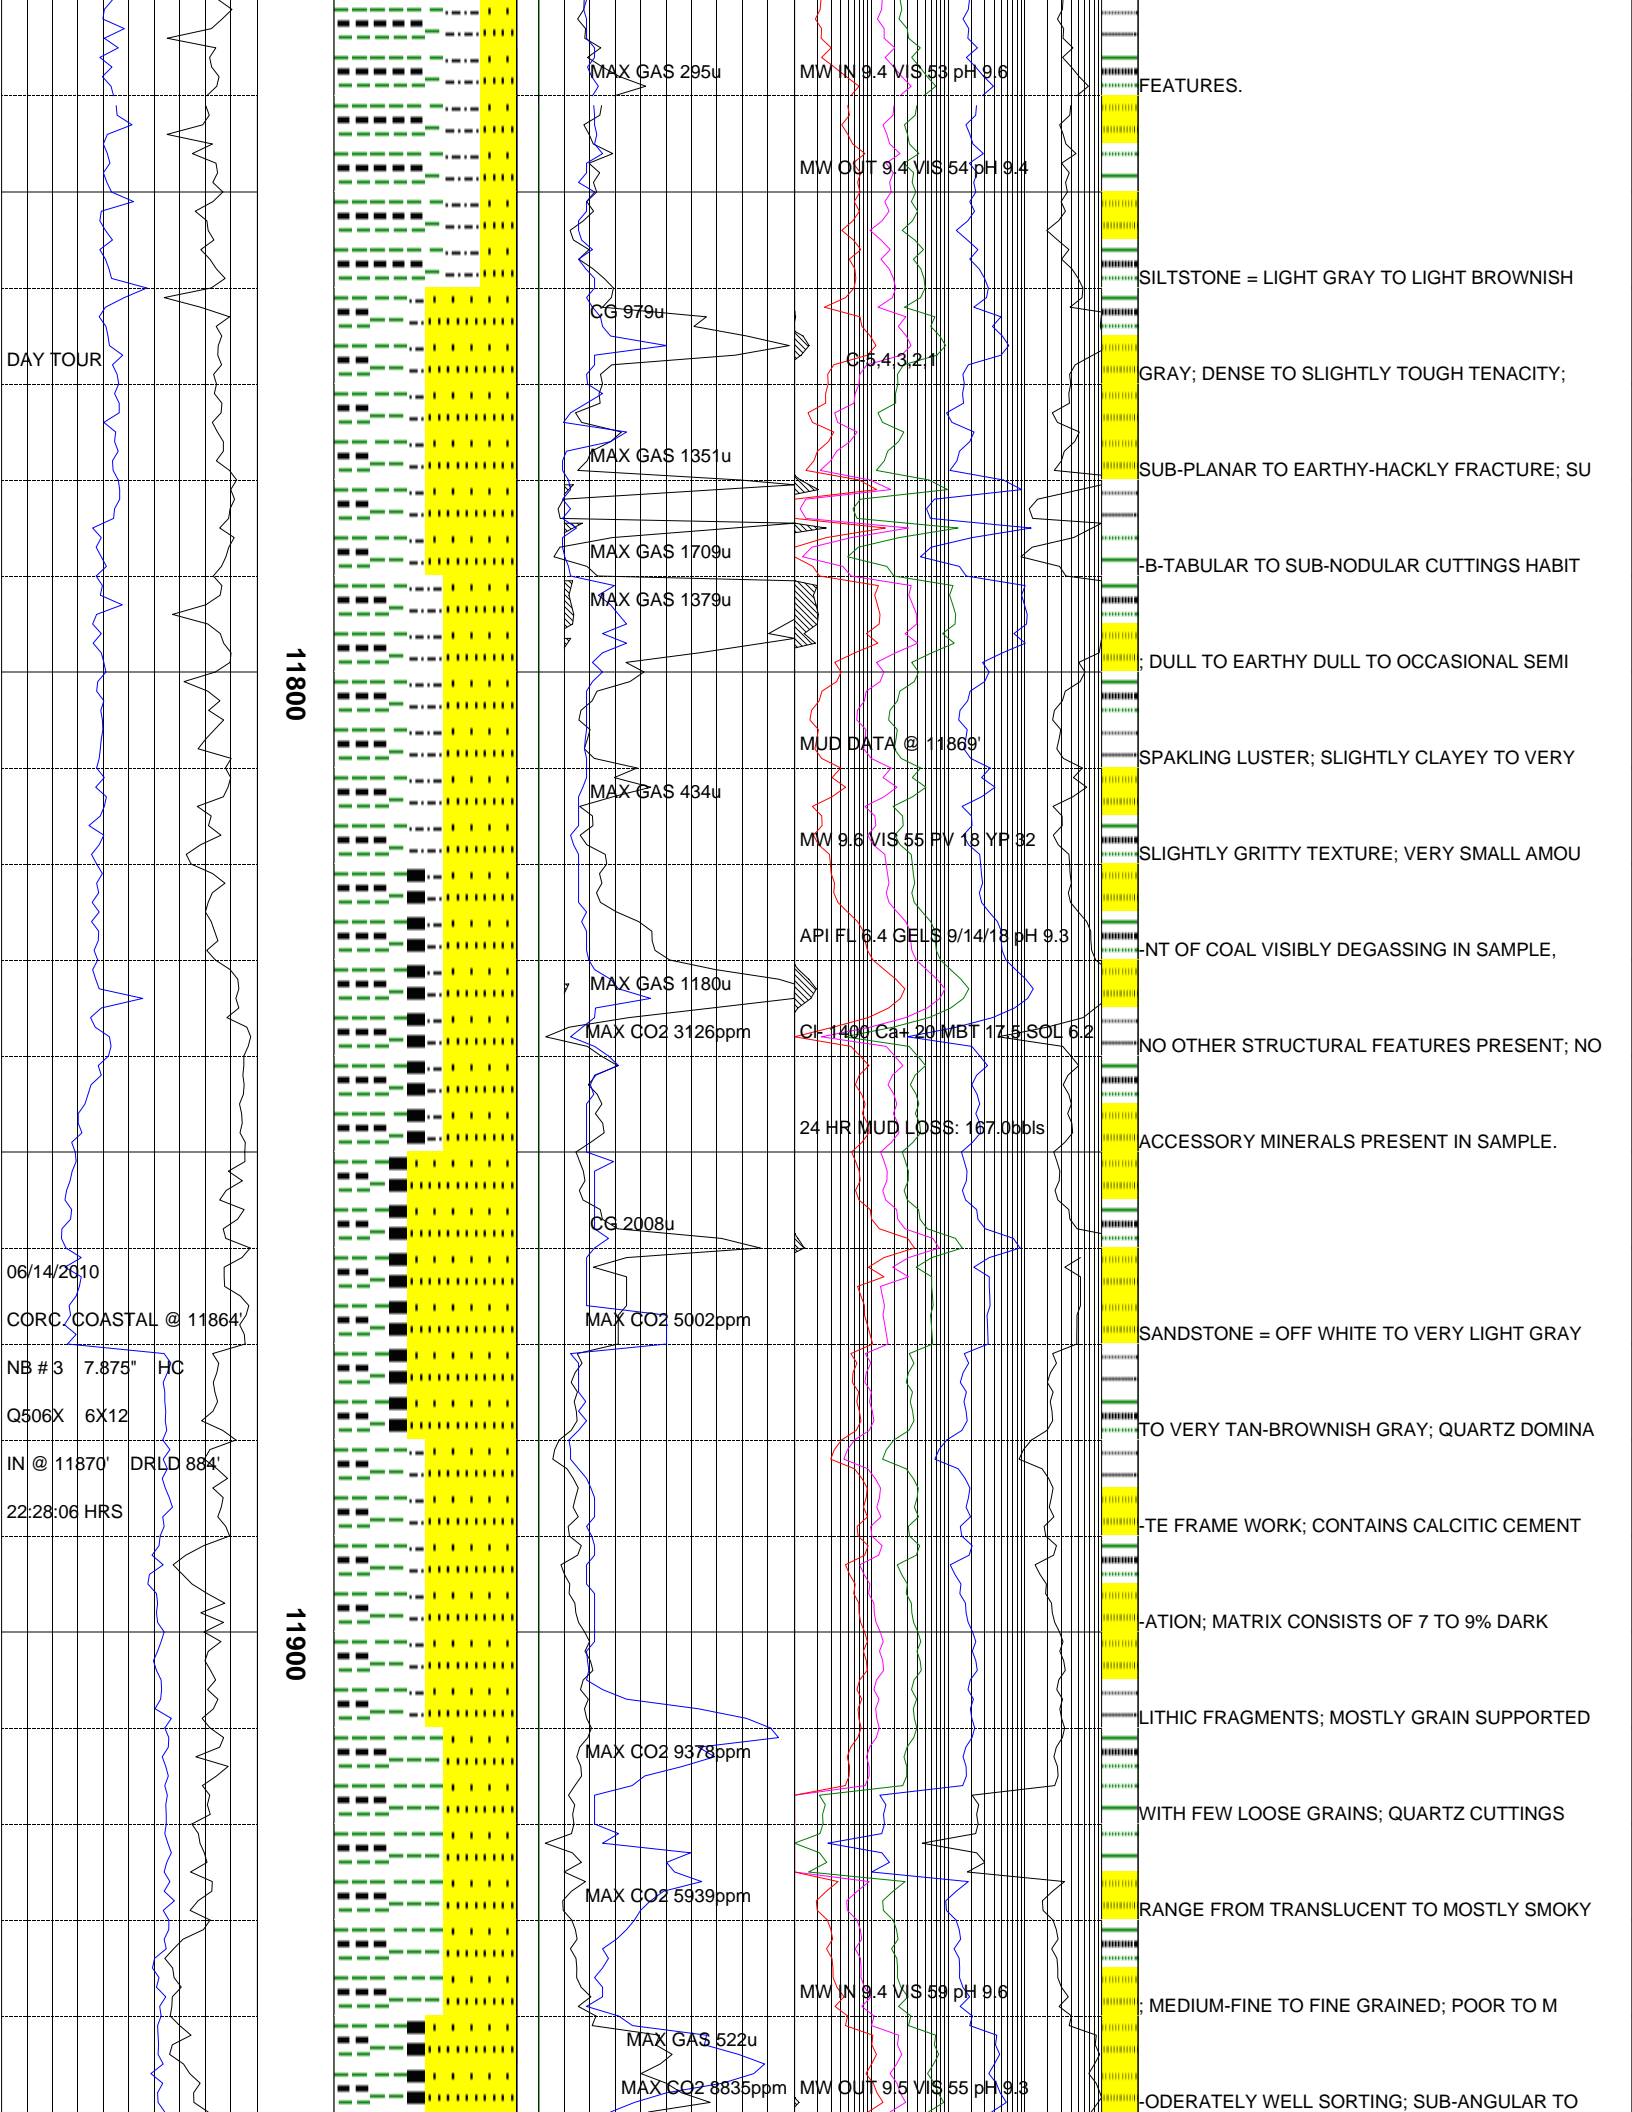 MAX GAS 295u
MW IN 9.4 VIS 53 pH 9.6
FEATURES.
MW OUT 9.4 VIS 54 pH 9.4
SILTSTONE = LIGHT GRAY TO LIGHT BROWNISH
CG 979u
DAY TOUR
C-5,4,3,2,1
GRAY; DENSE TO SLIGHTLY TOUGH TENACITY;
MAX GAS 1351u
SUB-PLANAR TO EARTHY-HACKLY FRACTURE; SU
MAX GAS 1709u
-B-TABULAR TO SUB-NODULAR CUTTINGS HABIT
MAX GAS 1379u
11800
; DULL TO EARTHY DULL TO OCCASIONAL SEMI
MUD DATA @ 11869'
SPAKLING LUSTER; SLIGHTLY CLAYEY TO VERY
MAX GAS 434u
MW 9.6 VIS 55 PV 18 YP 32
SLIGHTLY GRITTY TEXTURE; VERY SMALL AMOU
API FL 6.4 GELS 9/14/18 pH 9.3
-NT OF COAL VISIBLY DEGASSING IN SAMPLE,
MAX GAS 1180u
MAX CO2 3126ppm
Cl- 1400 Ca+ 20 MBT 17.5 SOL 6.2
NO OTHER STRUCTURAL FEATURES PRESENT; NO
24 HR MUD LOSS: 167.0bbls
ACCESSORY MINERALS PRESENT IN SAMPLE.
CG 2008u
06/14/2010
CORC. COASTAL @ 11864'
MAX CO2 5002ppm
SANDSTONE = OFF WHITE TO VERY LIGHT GRAY
NB # 3 7.875" HC
Q506X 6X12
TO VERY TAN-BROWNISH GRAY; QUARTZ DOMINA
IN @ 11870' DRLD 884'
22:28:06 HRS
-TE FRAME WORK; CONTAINS CALCITIC CEMENT
11900
-ATION; MATRIX CONSISTS OF 7 TO 9% DARK
LITHIC FRAGMENTS; MOSTLY GRAIN SUPPORTED
MAX CO2 9378ppm
WITH FEW LOOSE GRAINS; QUARTZ CUTTINGS
MAX CO2 5939ppm
RANGE FROM TRANSLUCENT TO MOSTLY SMOKY
MW IN 9.4 VIS 59 pH 9.6
; MEDIUM-FINE TO FINE GRAINED; POOR TO M
MAX GAS 522u
MAX CO2 8835ppm
MW OUT 9.5 VIS 55 pH 9.3
-ODERATELY WELL SORTING; SUB-ANGULAR TO